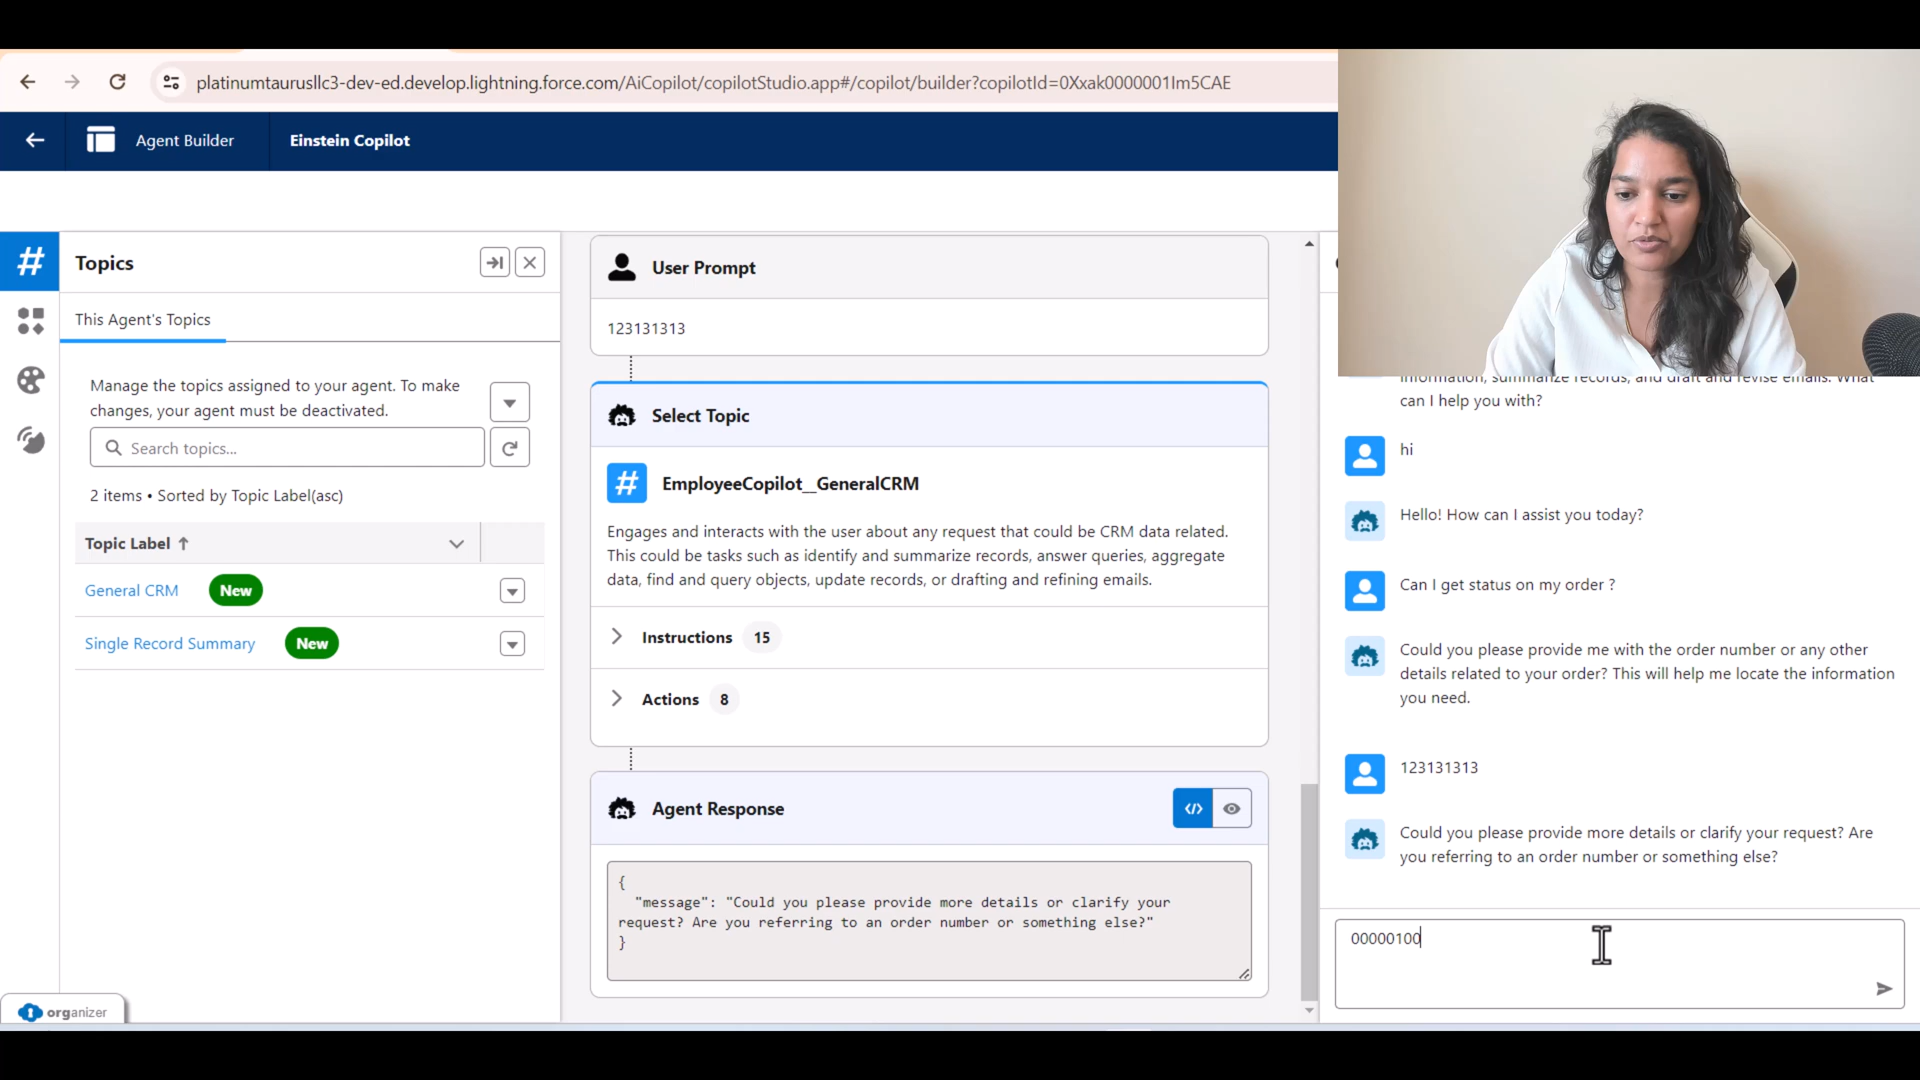 platinumtaurusllc3-dev-ed.develop.lightning.force.com/AiCopilot/copilotStudio.app#/copilot/builder?copilotId=0Xxak0000001Im5CAE
Agent Builder
Einstein Copilot
Topics
This Agent's Topics
Manage the topics assigned to your agent. To make
changes, your agent must be deactivated.
Search topics...
2 items • Sorted by Topic Label(asc)
Topic Label ↑
General CRM New
Single Record Summary New
organizer
User Prompt
123131313
Select Topic
# EmployeeCopilot__GeneralCRM
Engages and interacts with the user about any request that could be CRM data related.
This could be tasks such as identify and summarize records, answer queries, aggregate
data, find and query objects, update records, or drafting and refining emails.
Instructions 15
Actions 8
Agent Response
{
"message": "Could you please provide more details or clarify your
request? Are you referring to an order number or something else?"
}
information, summarize records, and draft and revise emails. What
can I help you with?
hi
Hello! How can I assist you today?
Can I get status on my order ?
Could you please provide me with the order number or any other
details related to your order? This will help me locate the information
you need.
123131313
Could you please provide more details or clarify your request? Are
you referring to an order number or something else?
00000100